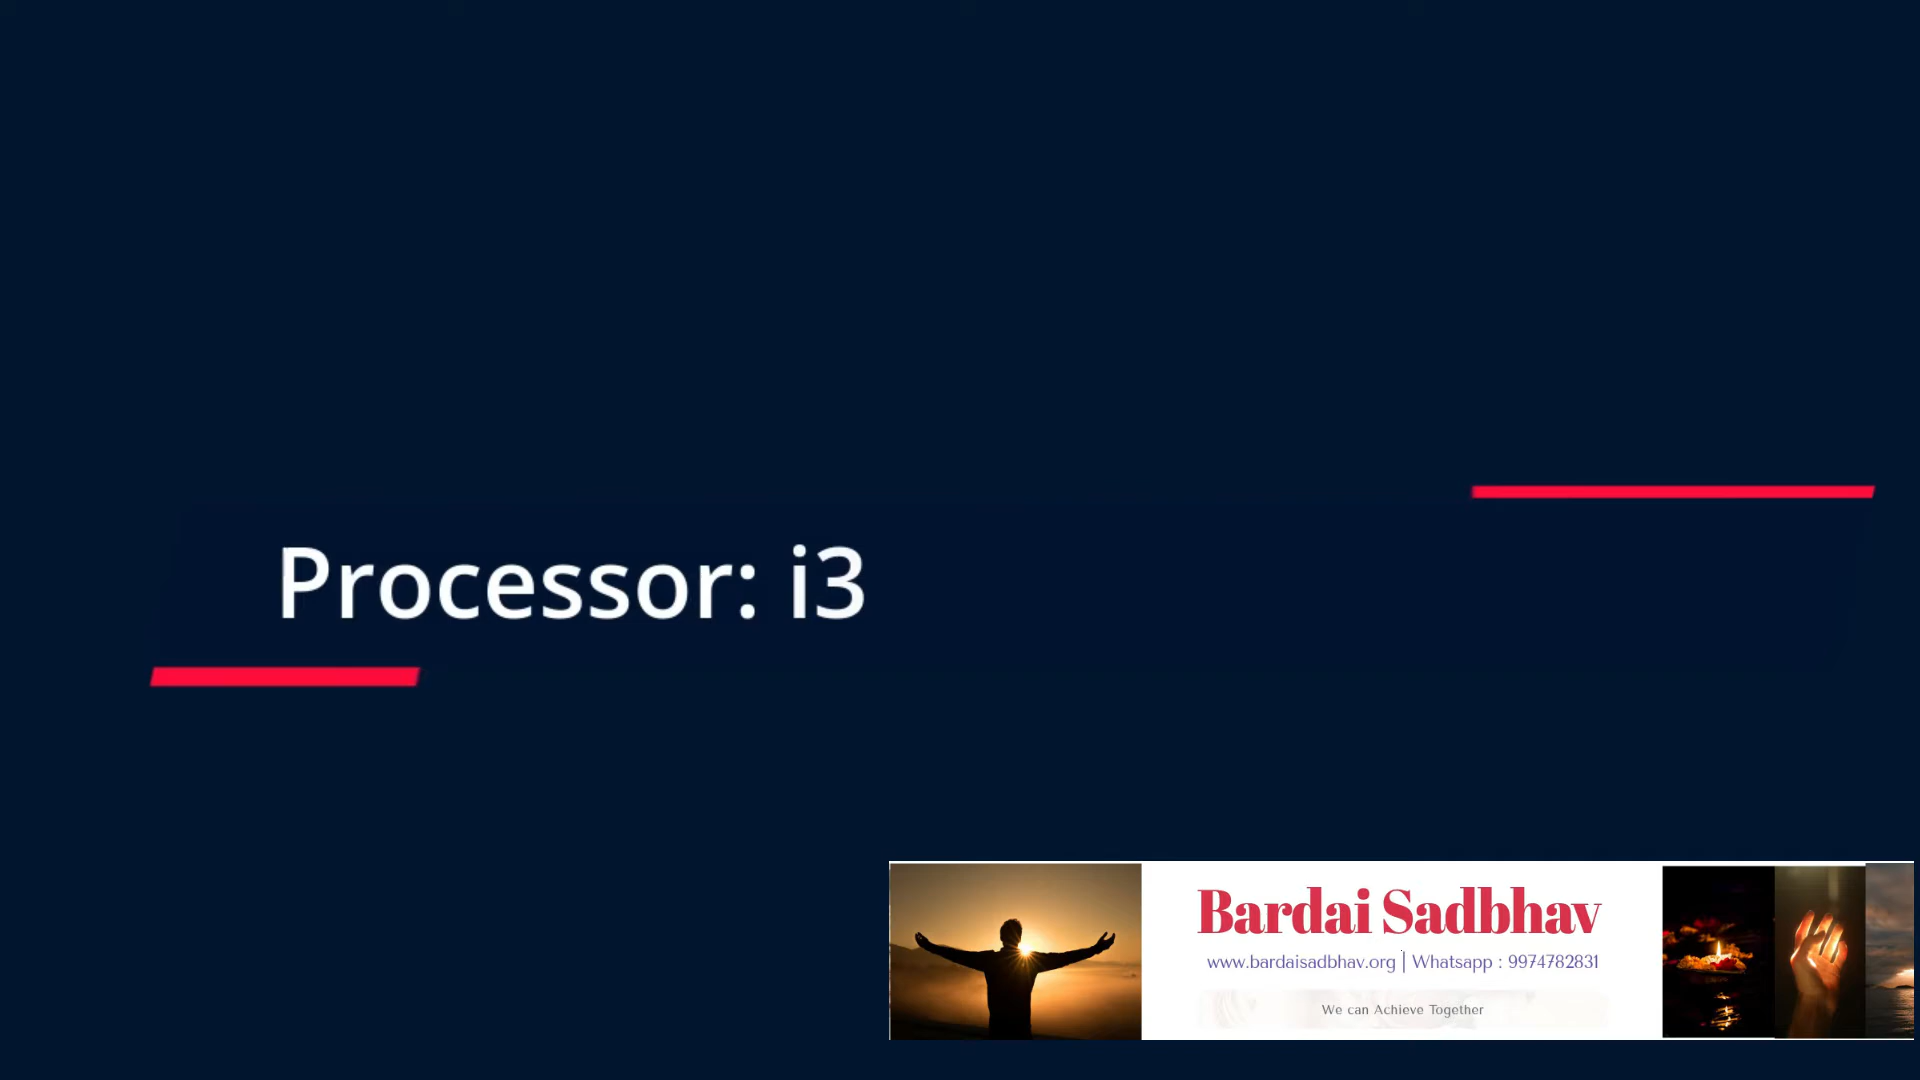 Processor: i3
Bardai Sadbhav
www.bardaisadbhav.org | Whatsapp : 9974782831
We can Achieve Together